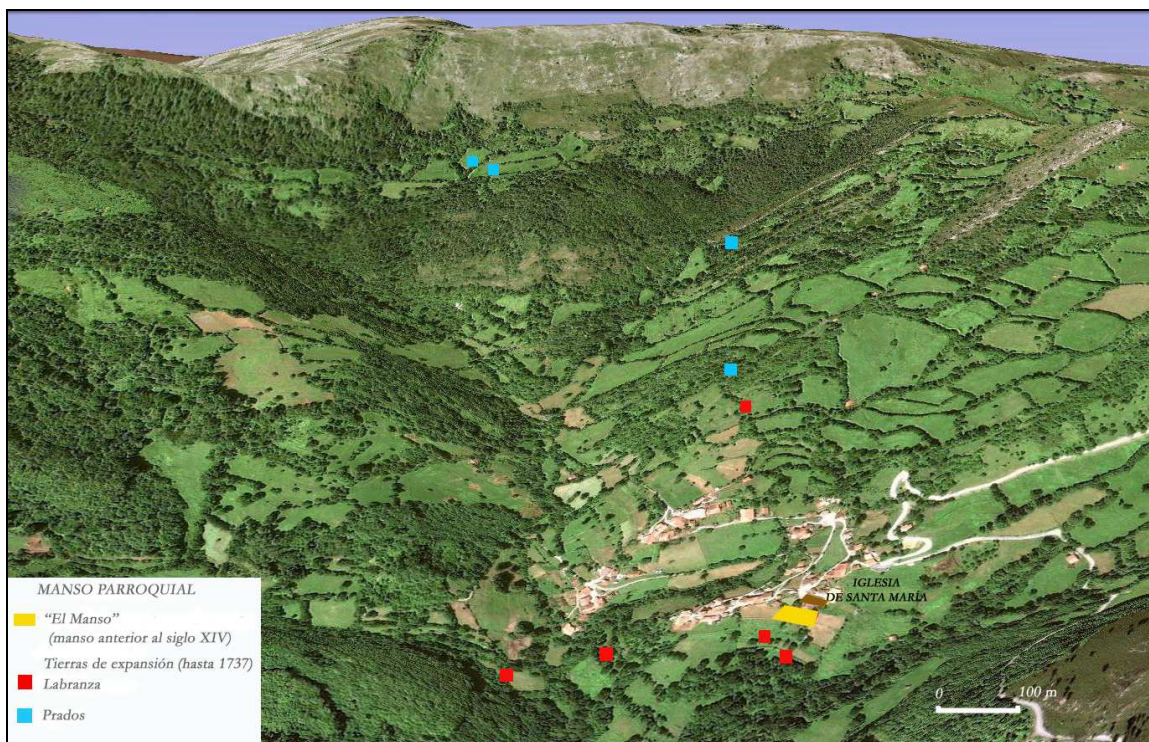 IGLESIA
DE SANTA MARÍA
MANSO PARROQUIAL
“El Manso”
(manso anterior al siglo XIV)
Tierras de expansión (hasta 1737)
Labranza
Prados
0 100 m